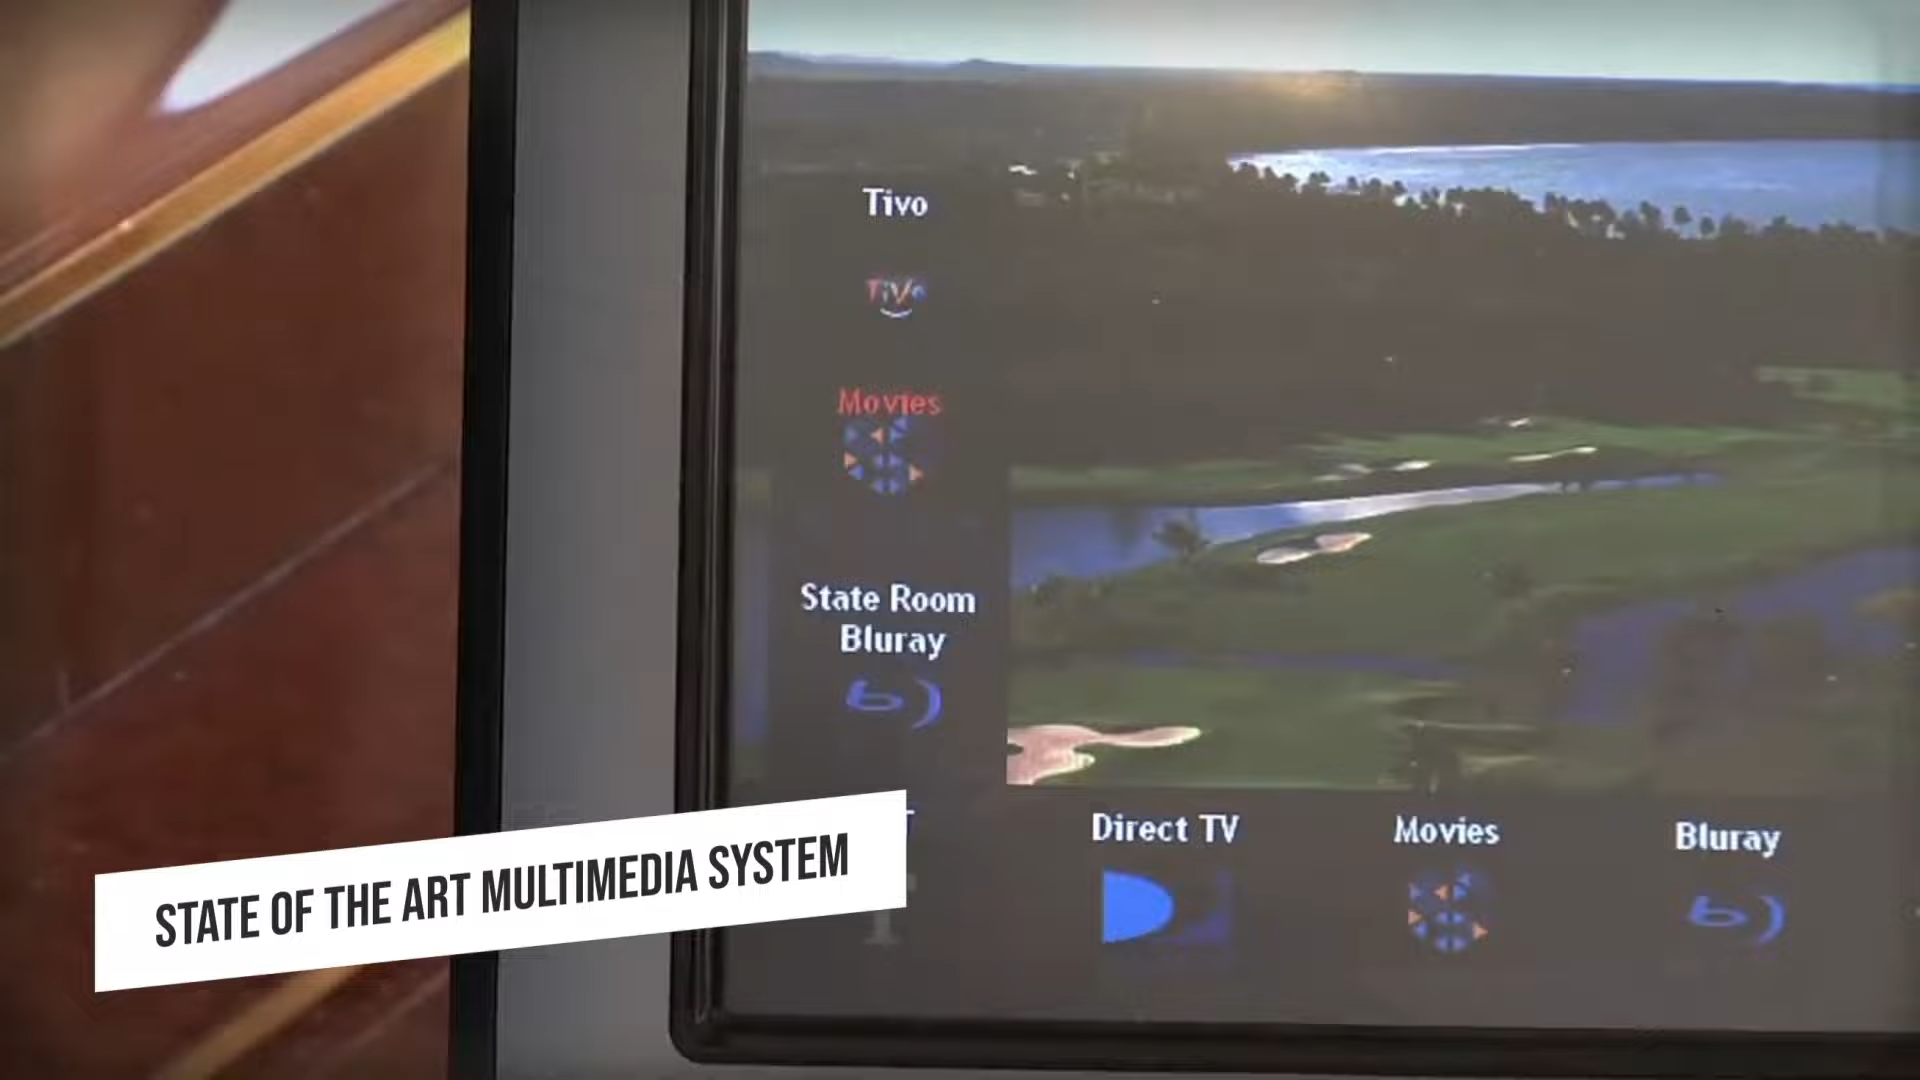 Tivo
TiVo
Movies
State Room
Bluray
Direct TV
Movies
Bluray
STATE OF THE ART MULTIMEDIA SYSTEM